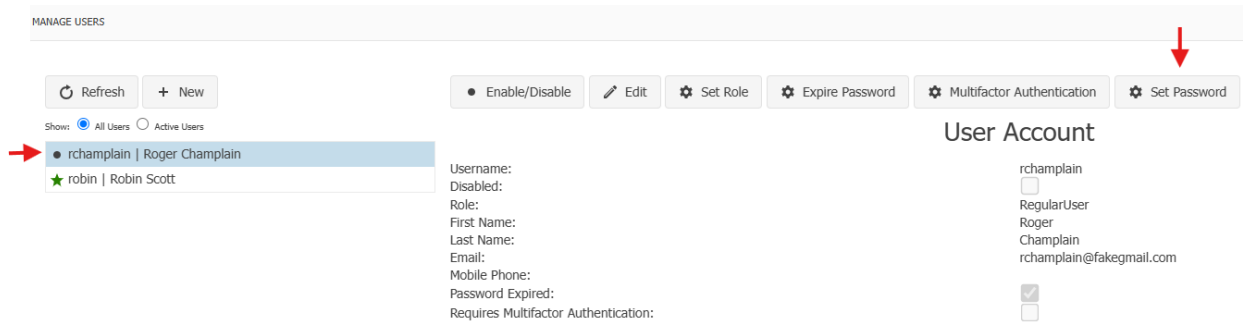 MANAGE USERS
Refresh + New Enable/Disable Edit Set Role Expire Password Multifactor Authentication Set Password
Show: All Users Active Users
rchamplain | Roger Champlain
robin | Robin Scott
User Account
Username: rchamplain
Disabled:
Role: RegularUser
First Name: Roger
Last Name: Champlain
Email: rchamplain@fakegmail.com
Mobile Phone:
Password Expired:
Requires Multifactor Authentication: